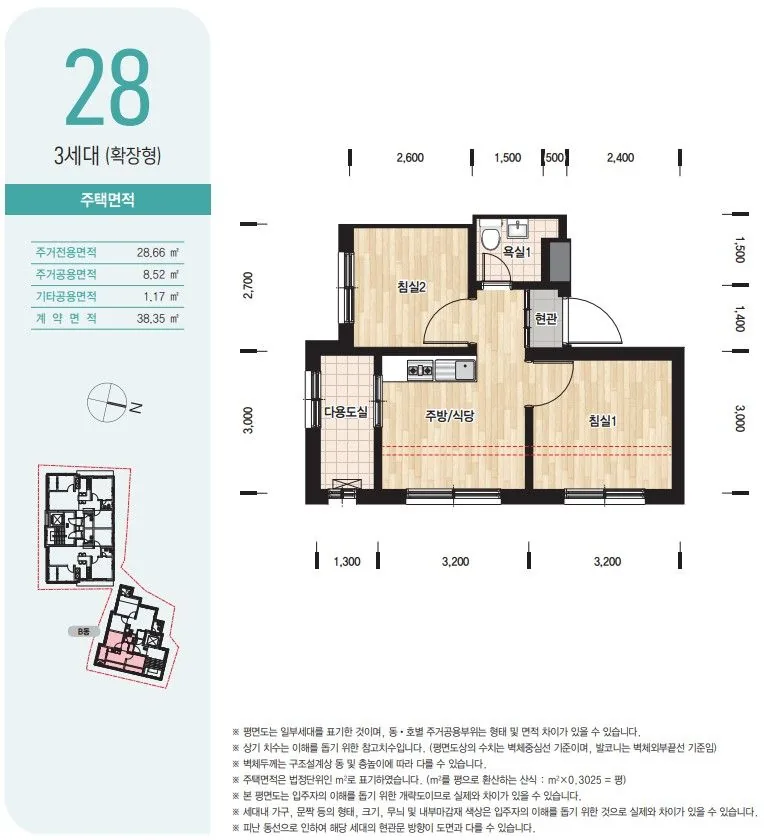 28
3세대 (확장형)
주택면적
주거전용면적 28.66 ㎡
주거공용면적 8.52 ㎡
기타공용면적 1.17 ㎡
계 약 면 적 38.35 ㎡
N
B동
2,600 1,500 500 2,400
2,700
3,000
1,500
1,400
3,000
욕실1
침실2
현관
다용도실
주방/식당
침실1
1,300 3,200 3,200
※ 평면도는 일부세대를 표기한 것이며, 동・호별 주거공용부위는 형태 및 면적 차이가 있을 수 있습니다.
※ 상기 치수는 이해를 돕기 위한 참고치수입니다. (평면도상의 수치는 벽체중심선 기준이며, 발코니는 벽체외부끝선 기준임)
※ 벽체두께는 구조설계상 동 및 층높이에 따라 다를 수 있습니다.
※ 주택면적은 법정단위인 m²로 표기하였습니다. (m²를 평으로 환산하는 산식 : m²×0.3025 = 평)
※ 본 평면도는 입주자의 이해를 돕기 위한 개략도이므로 실제와 차이가 있을 수 있습니다.
※ 세대내 가구, 문짝 등의 형태, 크기, 무늬 및 내부마감재 색상은 입주자의 이해를 돕기 위한 것으로 실제와 차이가 있을 수 있습니다.
※ 피난 동선으로 인하여 해당 세대의 현관문 방향이 도면과 다를 수 있습니다.